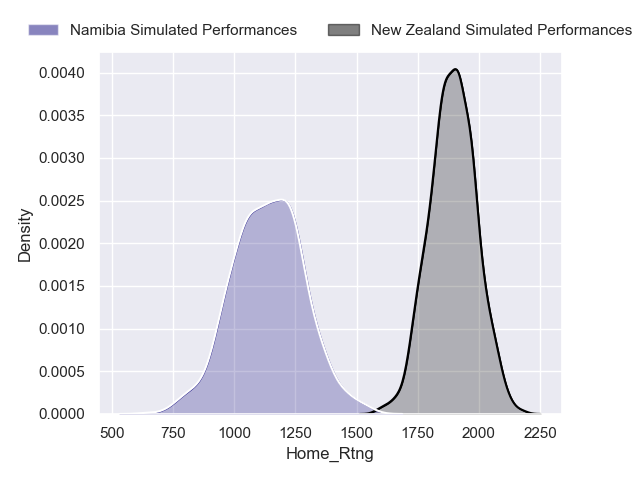 Namibia Simulated Performances
New Zealand Simulated Performances
0.0040
0.0035
0.0030
0.0025
0.0020
0.0015
0.0010
0.0005
0.0000
Density
500 750 1000 1250 1500 1750 2000 2250
Home_Rtng